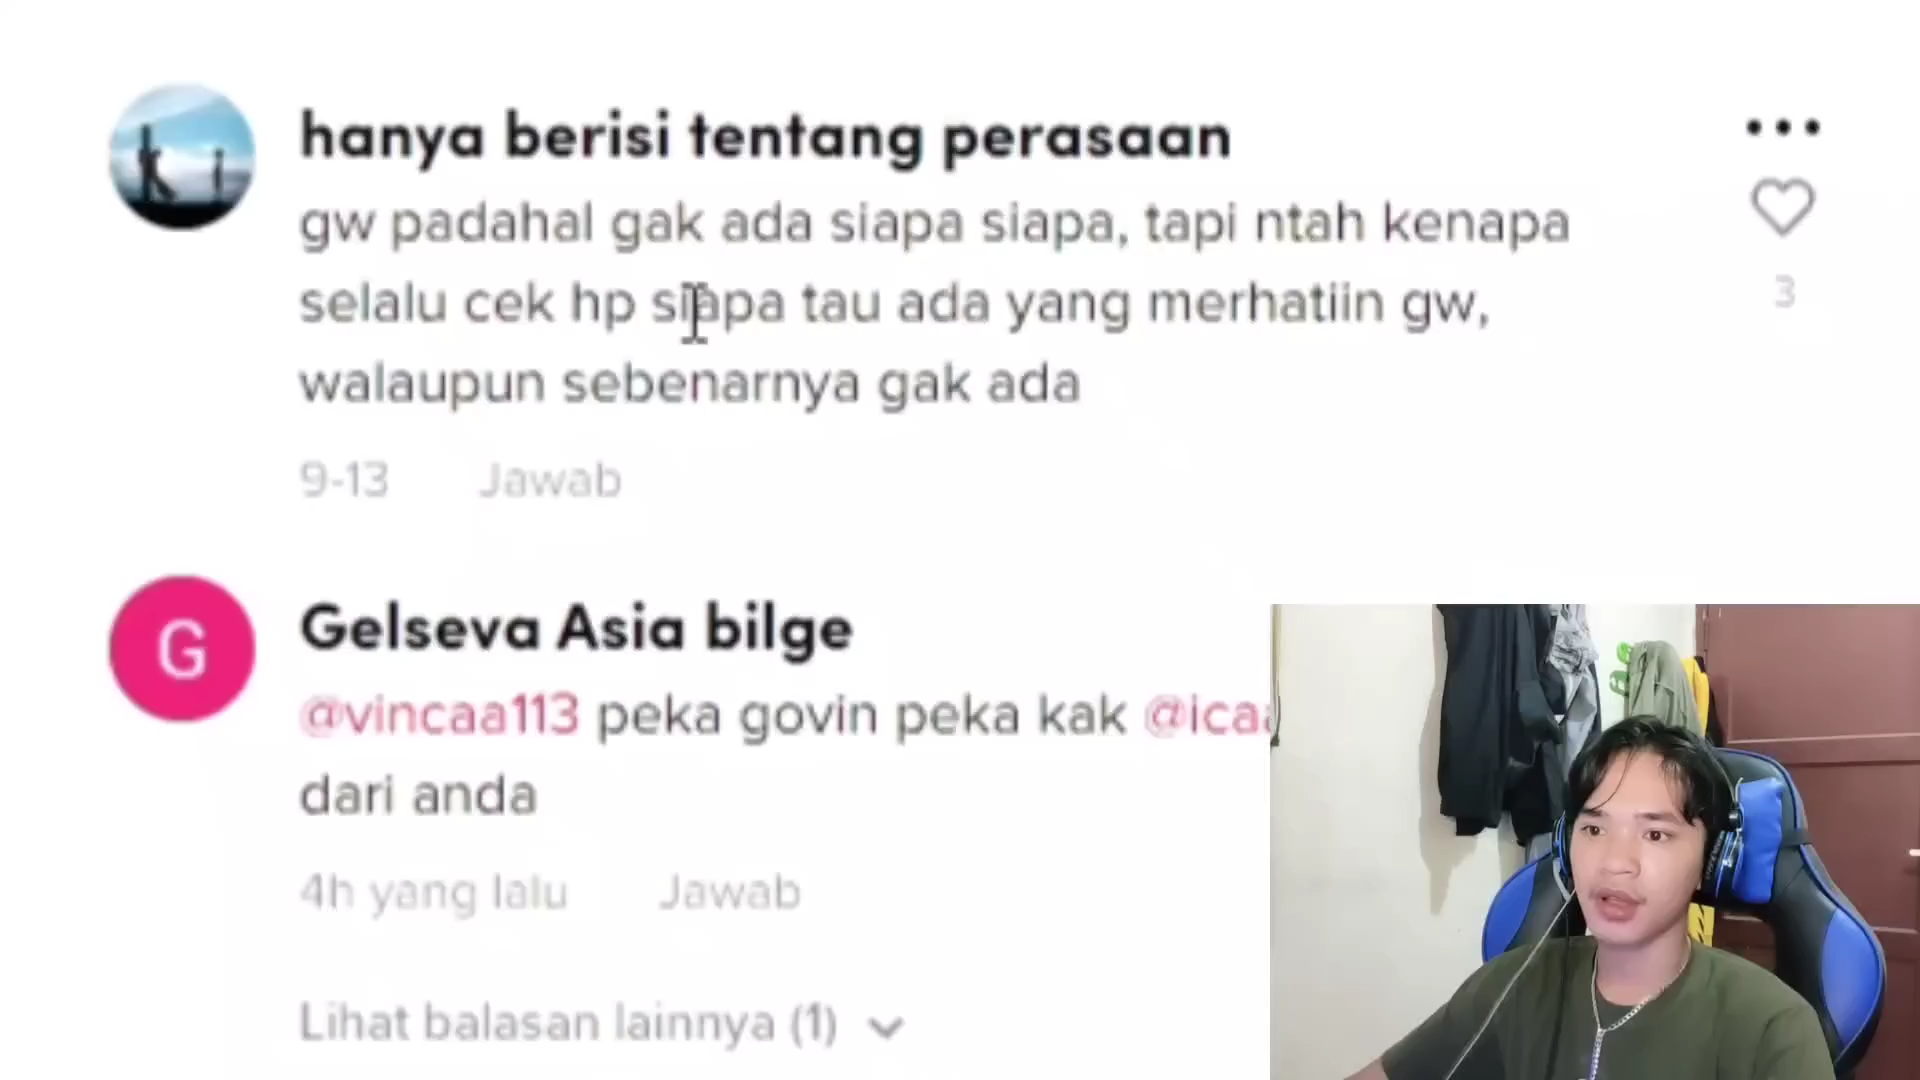 hanya berisi tentang perasaan
gw padahal gak ada siapa siapa, tapi ntah kenapa
selalu cek hp siapa tau ada yang merhatiin gw,
walaupun sebenarnya gak ada
3
9-13 Jawab
G
Gelseva Asia bilge
@vincaa113 peka govin peka kak
dari anda
4h yang lalu Jawab
Lihat balasan lainnya (1)